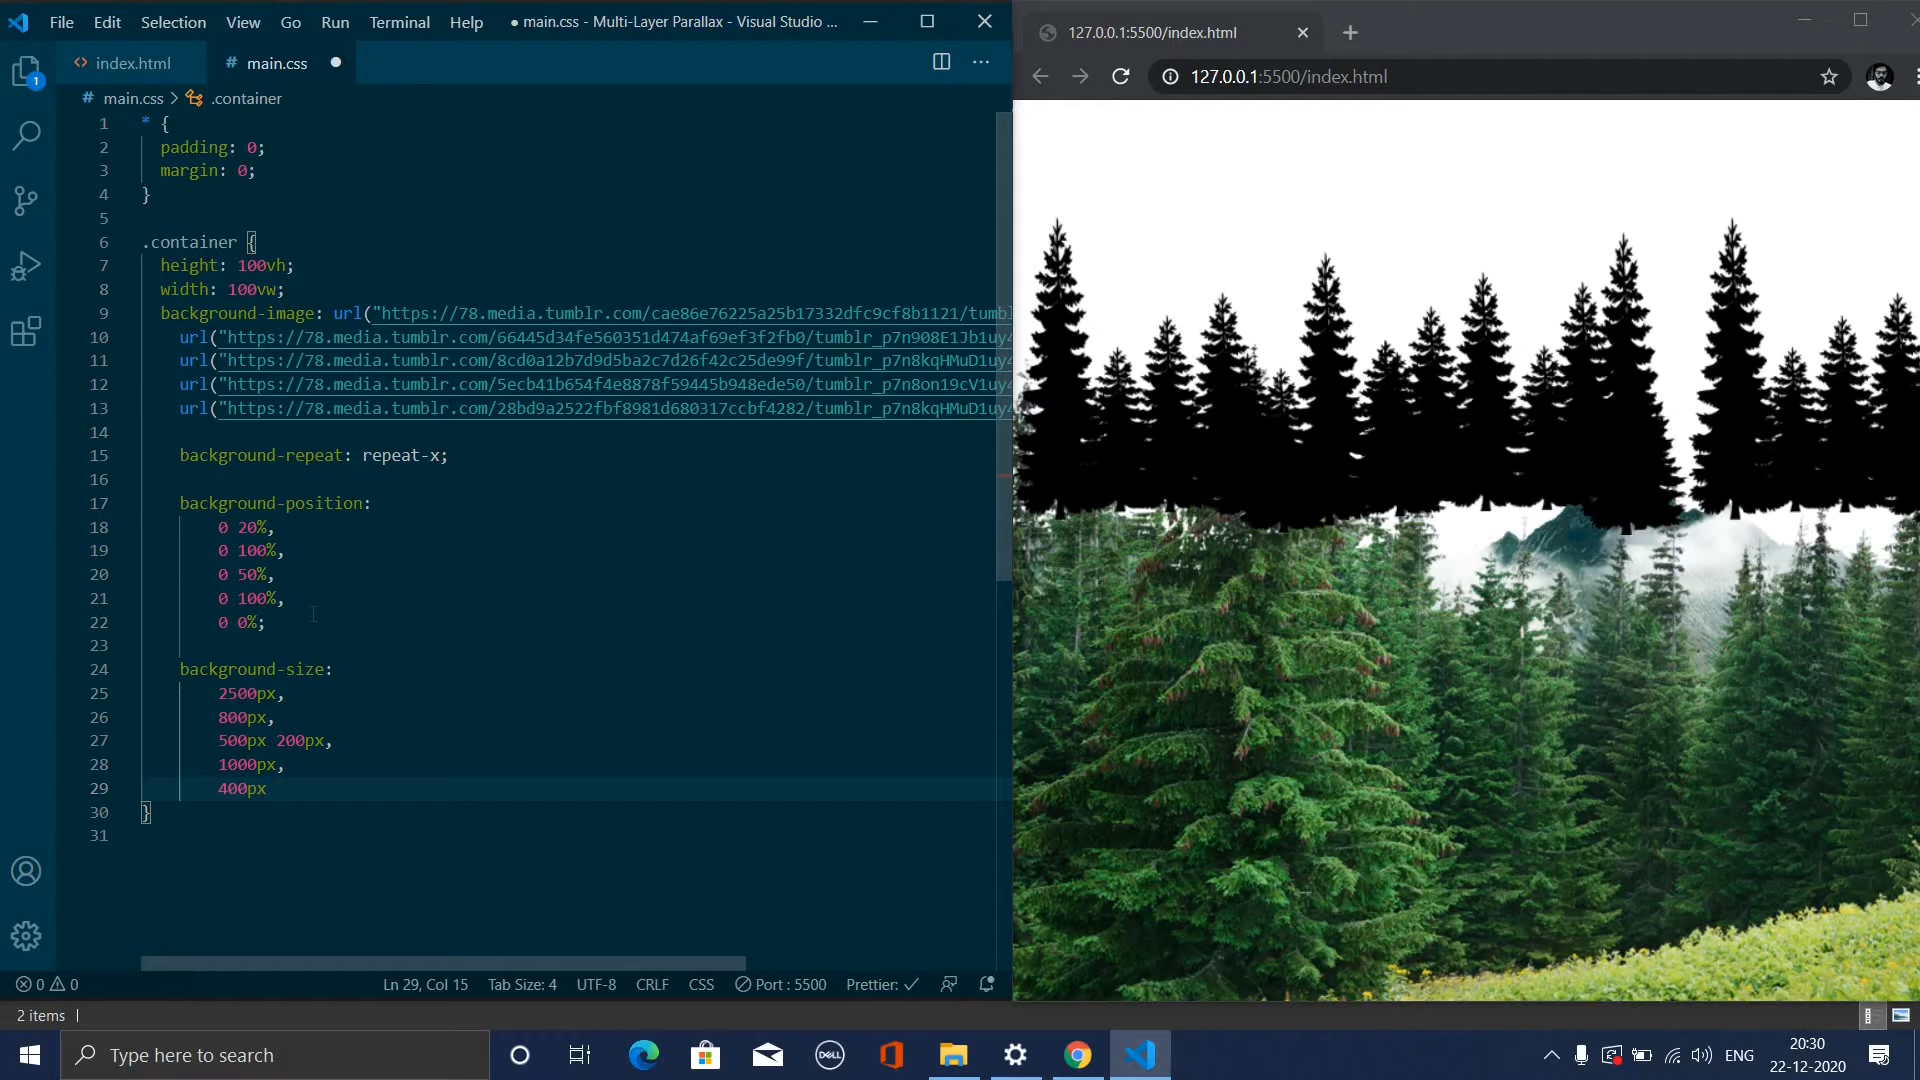 File Edit Selection View Go Run Terminal Help ● main.css - Multi-Layer Parallax - Visual Studio ...
127.0.0.1:5500/index.html
index.html # main.css
127.0.0.1:5500/index.html
1
# main.css > .container
1 * {
2 padding: 0;
3 margin: 0;
4 }
5
6 .container {
7 height: 100vh;
8 width: 100vw;
9 background-image: url("https://78.media.tumblr.com/cae86e76225a25b17332dfc9cf8b1121/tumbl
10 url("https://78.media.tumblr.com/66445d34fe560351d474af69ef3f2fb0/tumblr_p7n908E1Jb1uy4
11 url("https://78.media.tumblr.com/8cd0a12b7d9d5ba2c7d26f42c25de99f/tumblr_p7n8kqHMuD1uy4
12 url("https://78.media.tumblr.com/5ecb41b654f4e8878f59445b948ede50/tumblr_p7n8on19cV1uy4
13 url("https://78.media.tumblr.com/28bd9a2522fbf8981d680317ccbf4282/tumblr_p7n8kqHMuD1uy4
14
15 background-repeat: repeat-x;
16
17 background-position:
18 0 20%,
19 0 100%,
20 0 50%,
21 0 100%,
22 0 0%;
23
24 background-size:
25 2500px,
26 800px,
27 500px 200px,
28 1000px,
29 400px
30 }
31
0 0 Ln 29, Col 15 Tab Size: 4 UTF-8 CRLF CSS Port : 5500 Prettier: ✓
2 items
Type here to search
DELL
ENG
20:30
22-12-2020